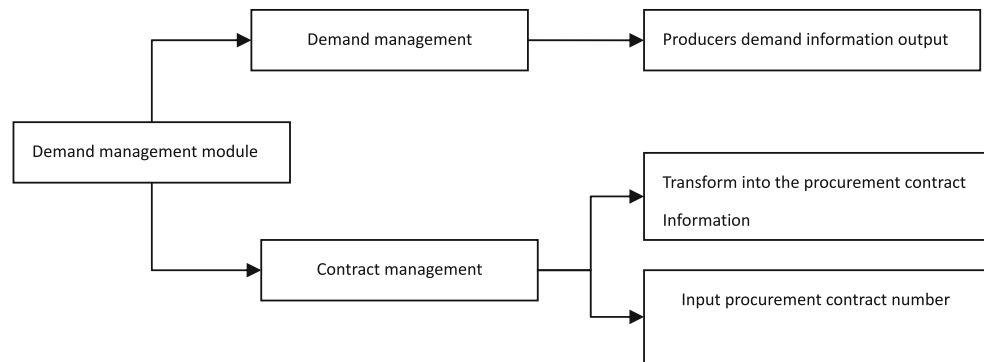 Demand management
Producers demand information output
Demand management module
Transform into the procurement contract
Information
Contract management
Input procurement contract number